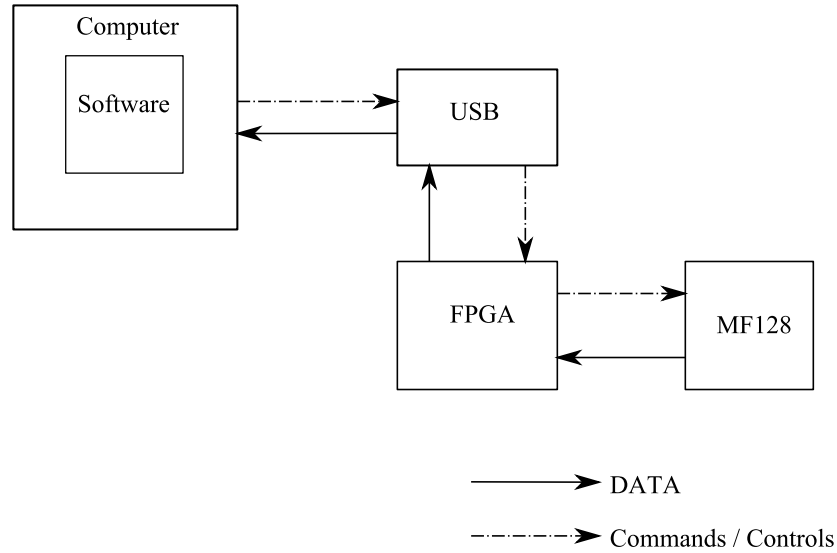 Computer
Software
USB
FPGA
MF128
DATA
Commands / Controls